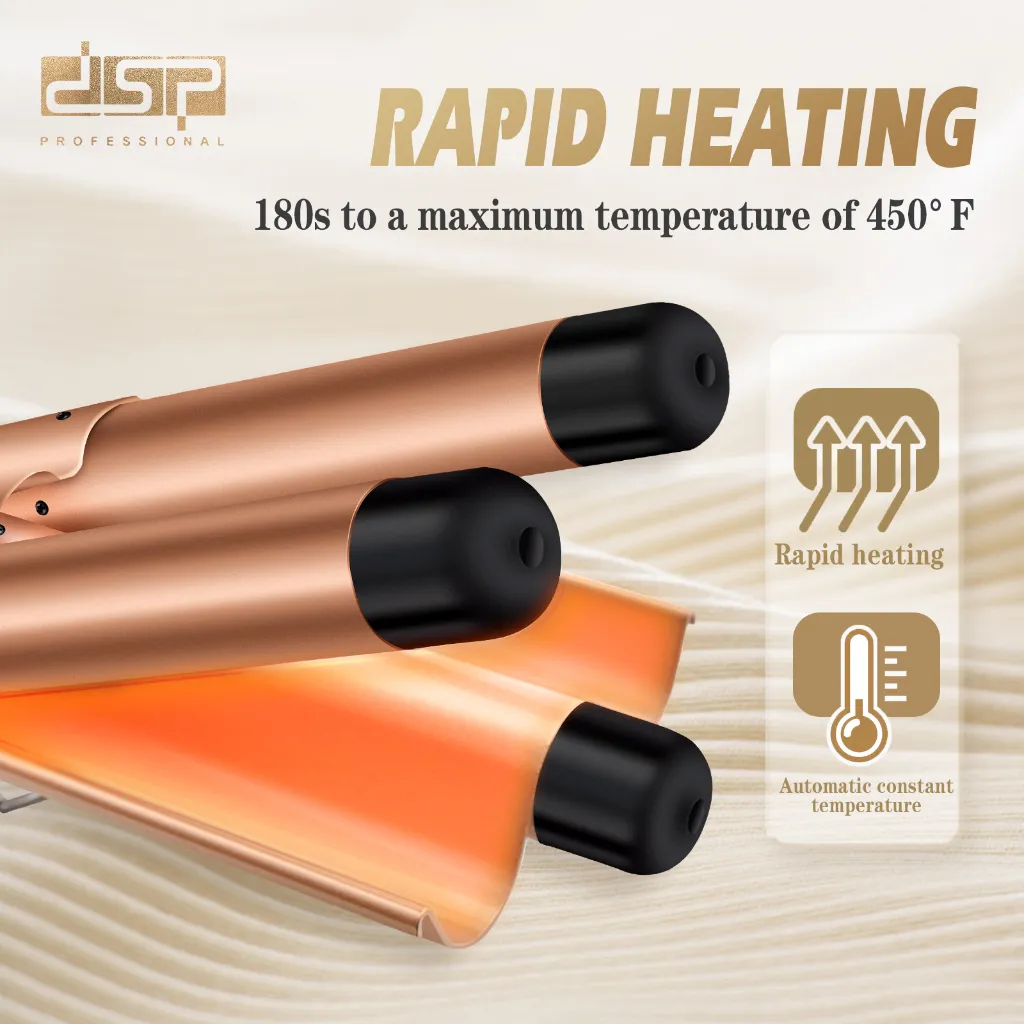 dsp
PROFESSIONAL
RAPID HEATING
180s to a maximum temperature of 450° F
Rapid heating
Automatic constant
temperature